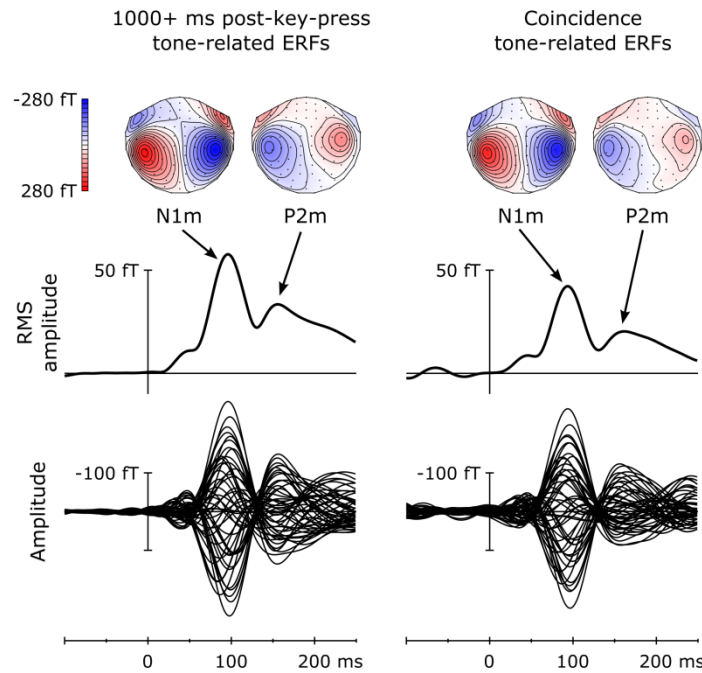 1000+ ms post-key-press
tone-related ERFs
Coincidence
tone-related ERFs
-280 fT
280 fT
N1m
P2m
N1m
P2m
RMS
amplitude
50 fT
50 fT
Amplitude
-100 fT
-100 fT
0
100
200 ms
0
100
200 ms